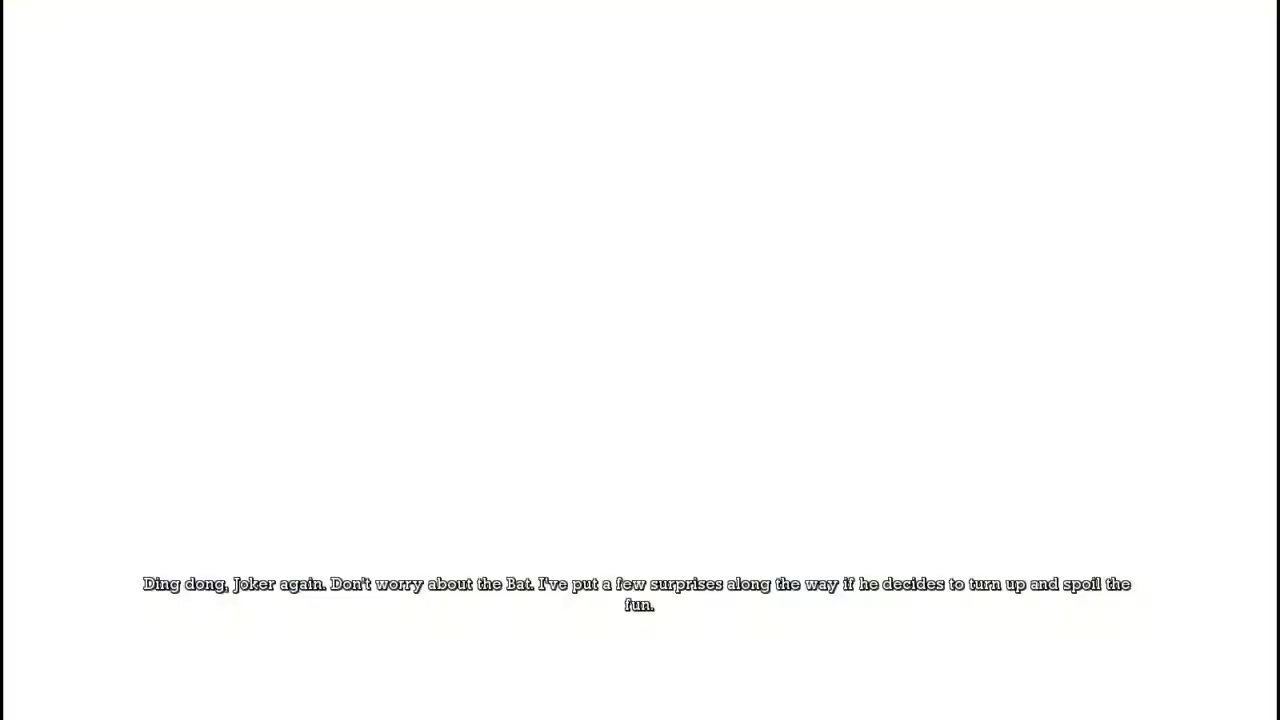 Ding dong, Joker again. Don't worry about the Bat. I've put a few surprises along the way if he decides to turn up and spoil the
fun.